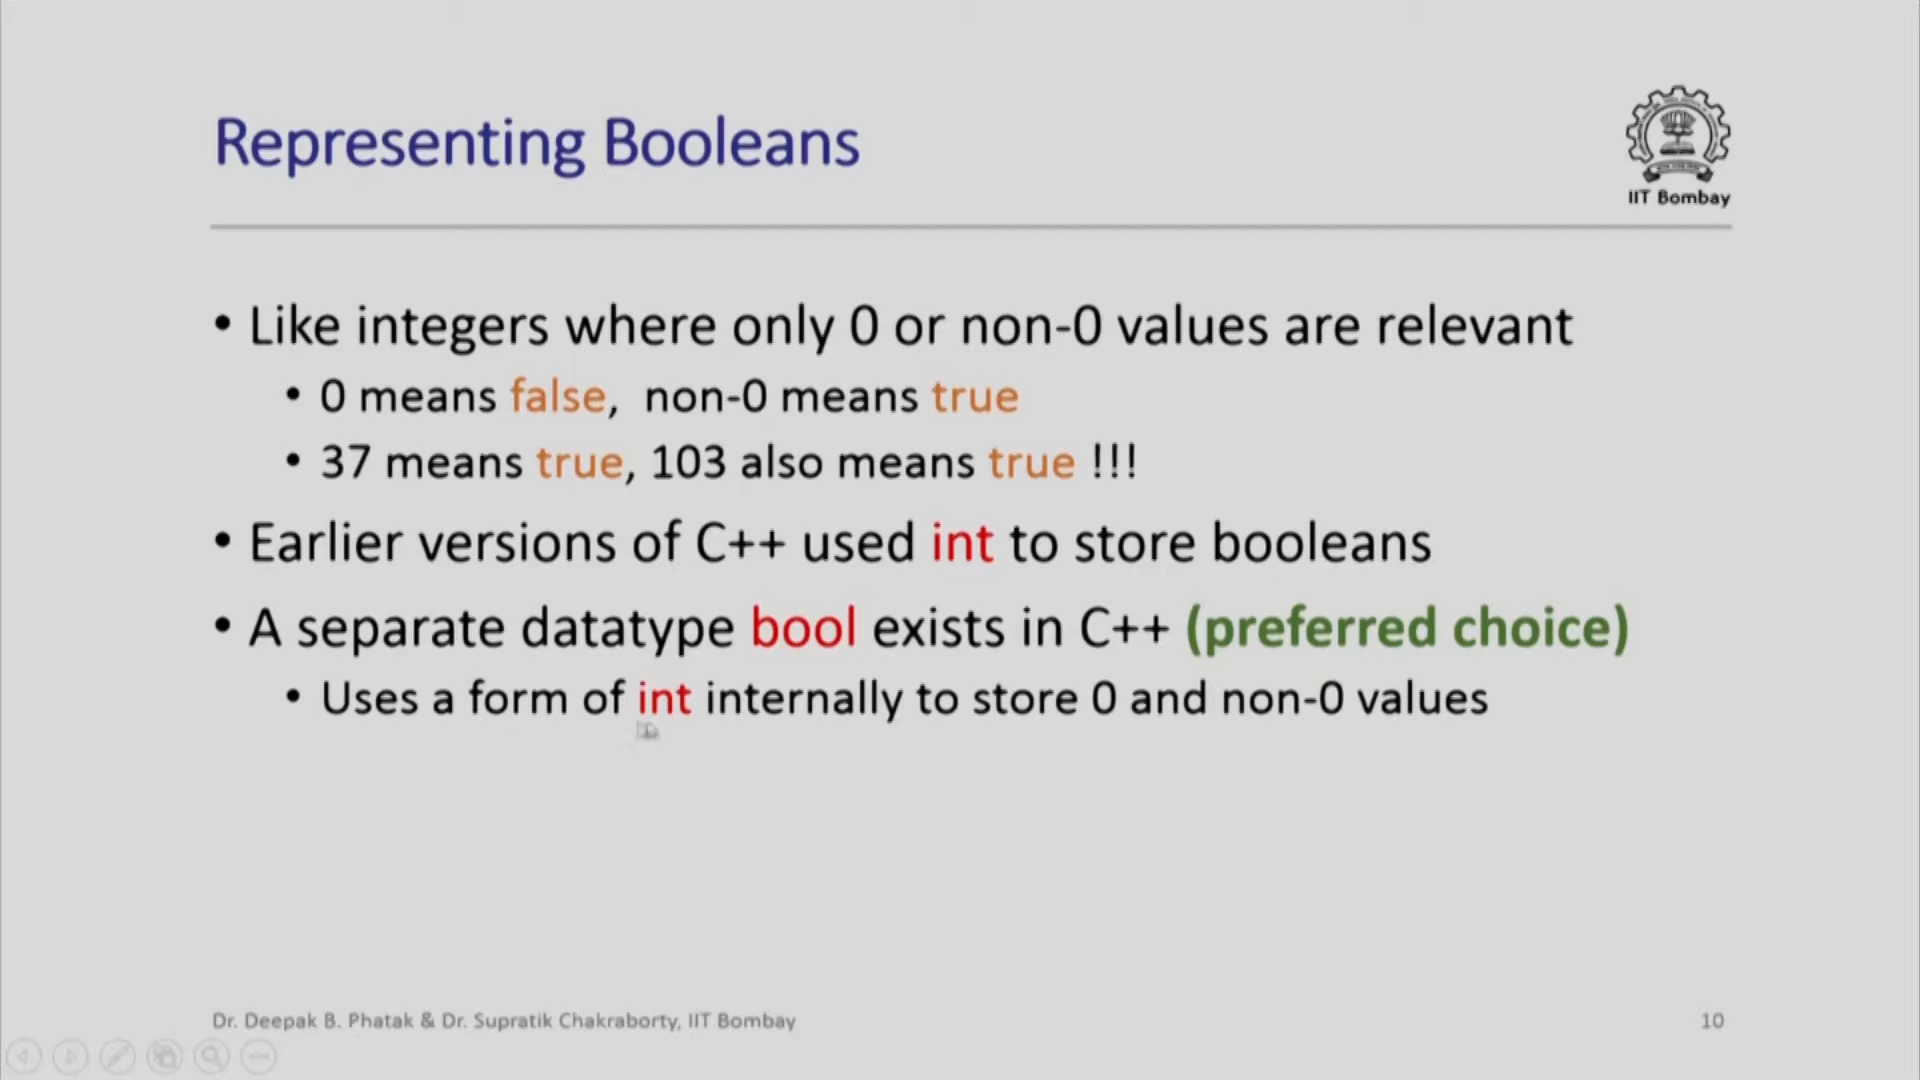 Representing Booleans
IIT Bombay
• Like integers where only 0 or non-0 values are relevant
• 0 means false, non-0 means true
• 37 means true, 103 also means true !!!
• Earlier versions of C++ used int to store booleans
• A separate datatype bool exists in C++ (preferred choice)
• Uses a form of int internally to store 0 and non-0 values
Dr. Deepak B. Phatak & Dr. Supratik Chakraborty, IIT Bombay
10